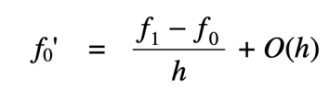 f₀' = (f₁ − f₀)/h + O(h)